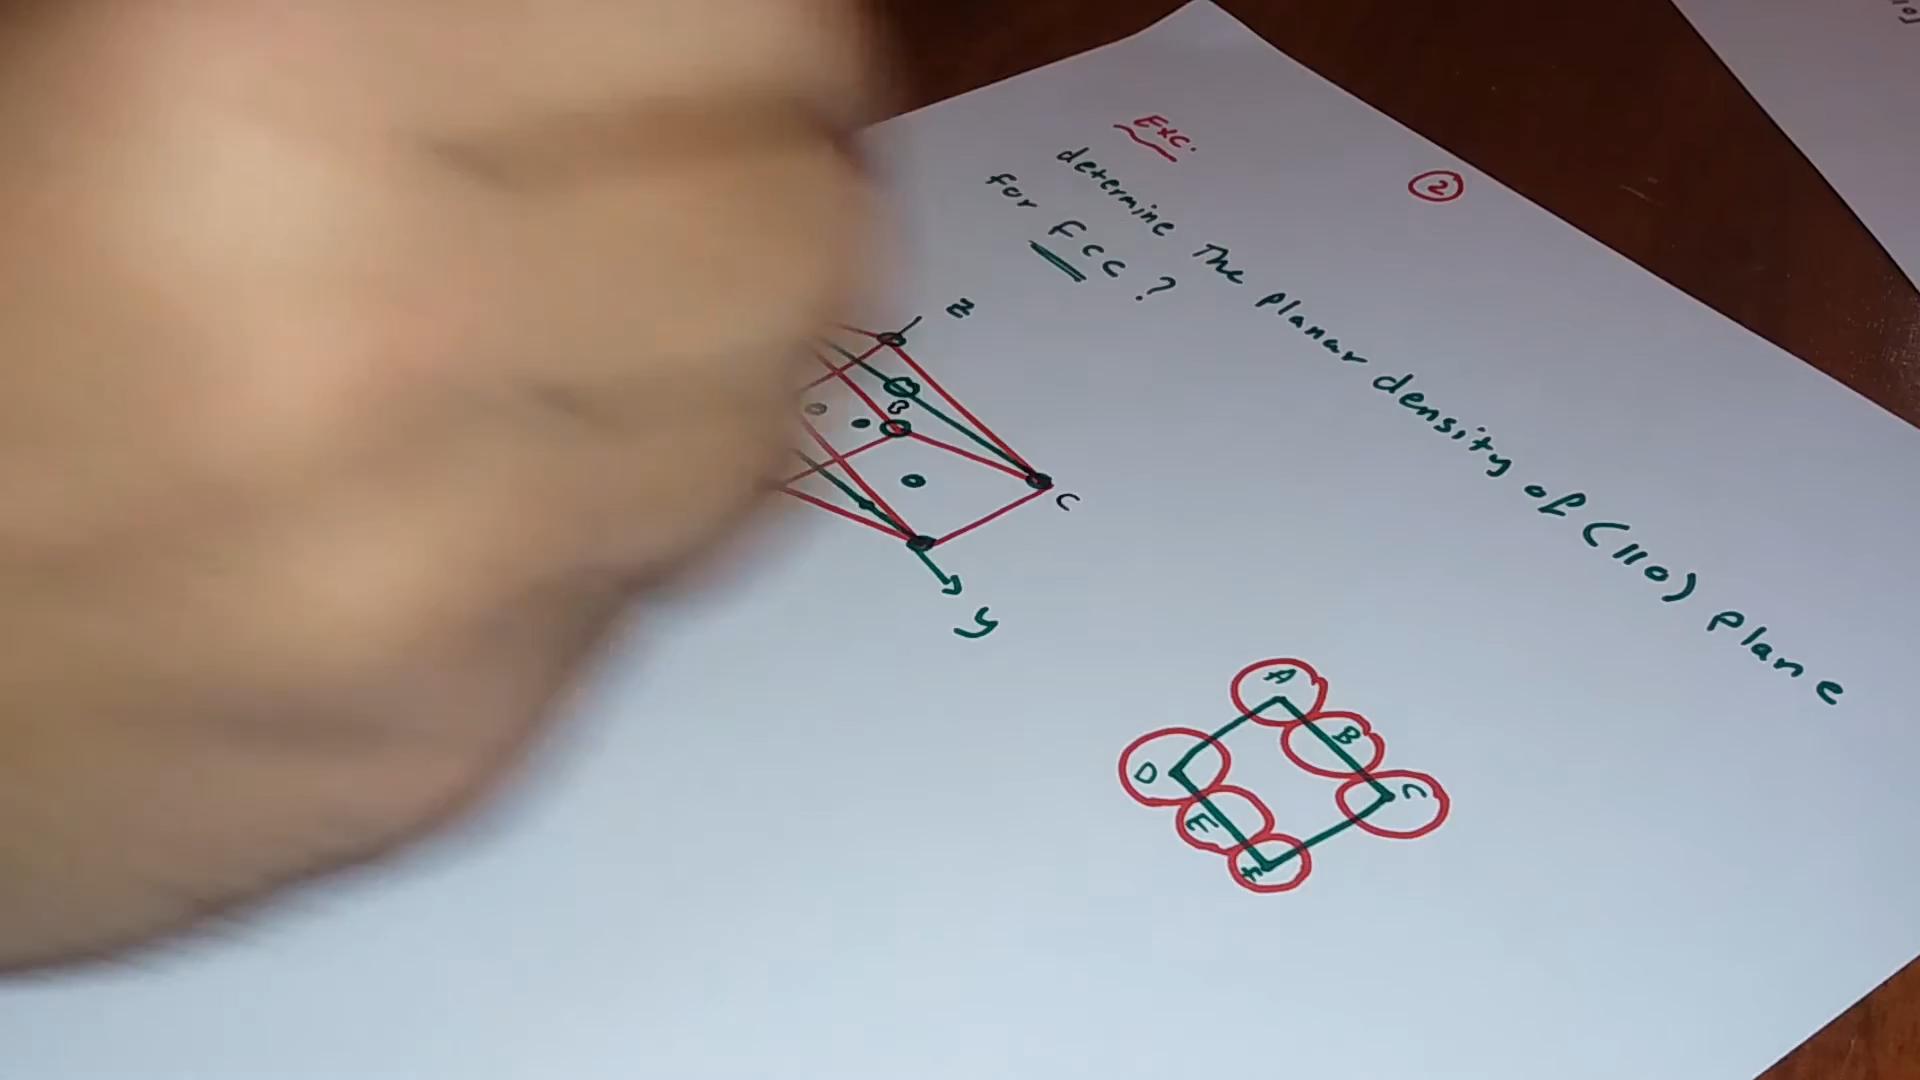 2
Exc.
determine The planar density of (110) plane
for Fcc ?
z
B
C
y
A
B
C
D
E
F